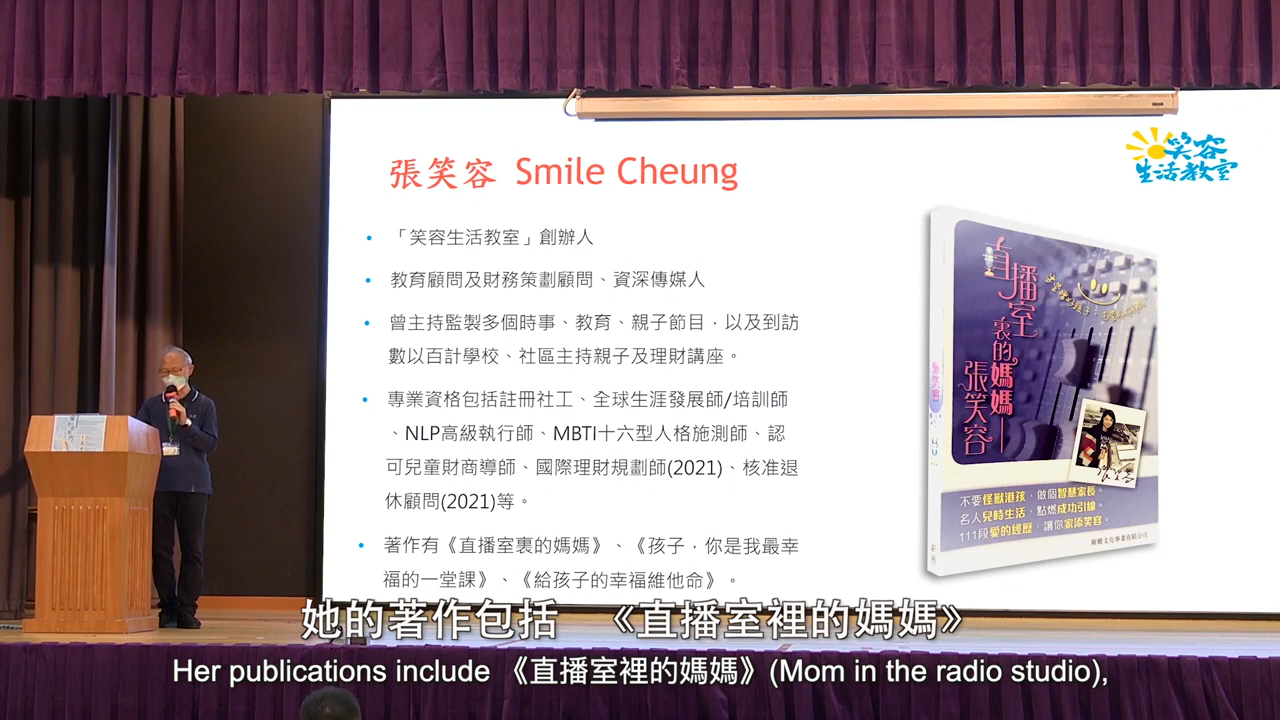 張笑容 Smile Cheung
笑容
生活教室
• 「笑容生活教室」創辦人
• 教育顧問及財務策劃顧問、資深傳媒人
• 曾主持監製多個時事、教育、親子節目，以及到訪
數以百計學校、社區主持親子及理財講座。
• 專業資格包括註冊社工、全球生涯發展師/培訓師
、NLP高級執行師、MBTI十六型人格施測師、認
可兒童財商導師、國際理財規劃師(2021)、核准退
休顧問(2021)等。
• 著作有《直播室裏的媽媽》、《孩子，你是我最幸
福的一堂課》、《給孩子的幸福維他命》。
直播室
裏的媽媽—
張笑容
不要怪獸港孩，做個智慧家長。
名人兒時生活，點燃成功引線。
111段愛的經歷，讓你家添笑容。
她的著作包括 《直播室裡的媽媽》
Her publications include 《直播室裡的媽媽》(Mom in the radio studio),